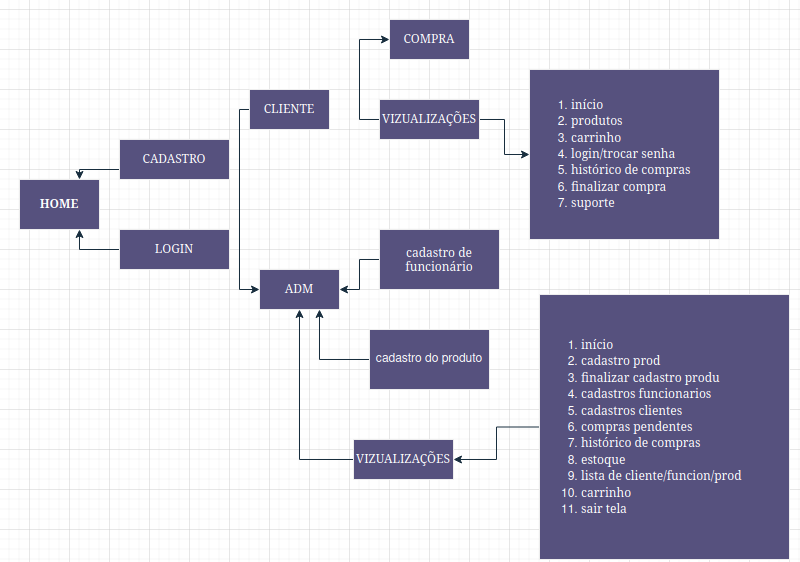 COMPRA
CLIENTE
VIZUALIZAÇÕES
1. início
2. produtos
3. carrinho
4. login/trocar senha
5. histórico de compras
6. finalizar compra
7. suporte
CADASTRO
HOME
LOGIN
cadastro de
funcionário
ADM
cadastro do produto
VIZUALIZAÇÕES
1. início
2. cadastro prod
3. finalizar cadastro produ
4. cadastros funcionarios
5. cadastros clientes
6. compras pendentes
7. histórico de compras
8. estoque
9. lista de cliente/funcion/prod
10. carrinho
11. sair tela